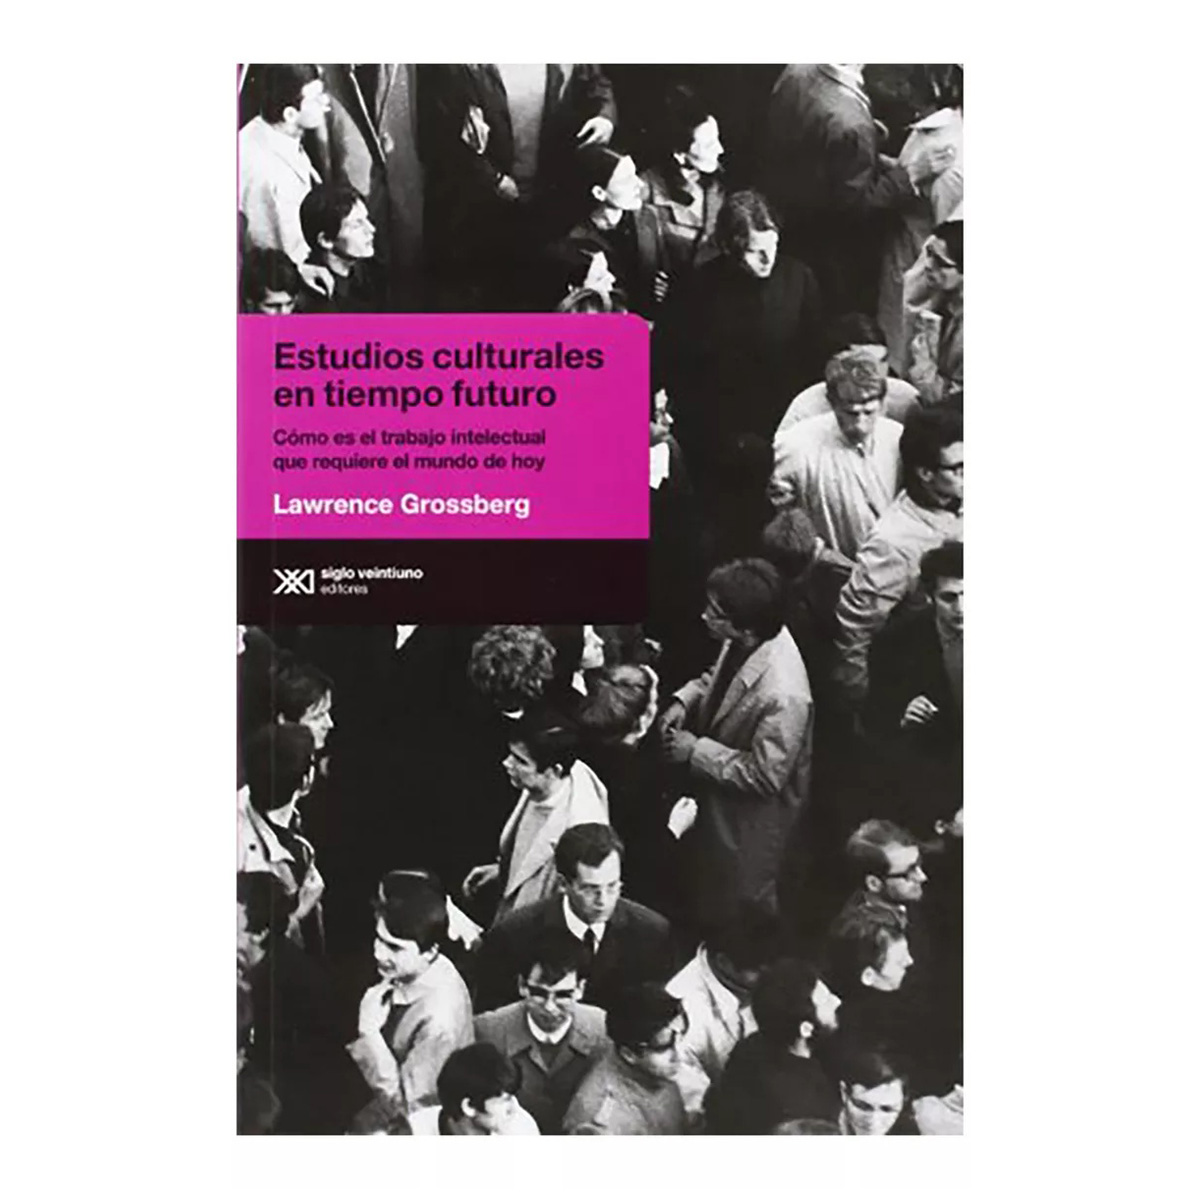 Estudios culturales
en tiempo futuro
Cómo es el trabajo intelectual
que requiere el mundo de hoy
Lawrence Grossberg
siglo veintiuno
editores